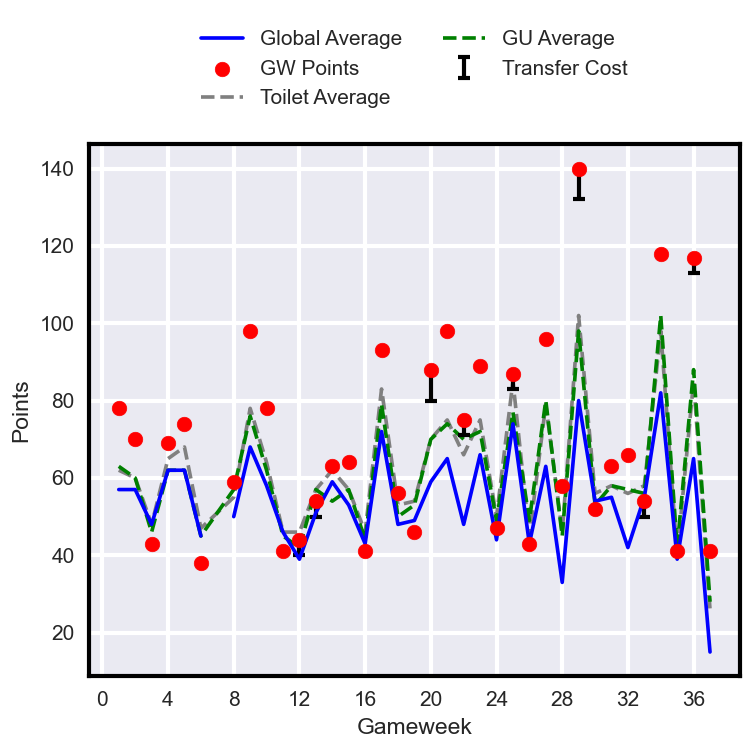 Global Average
GW Points
Toilet Average
GU Average
Transfer Cost
140
120
100
80
60
40
20
Points
0 4 8 12 16 20 24 28 32 36
Gameweek